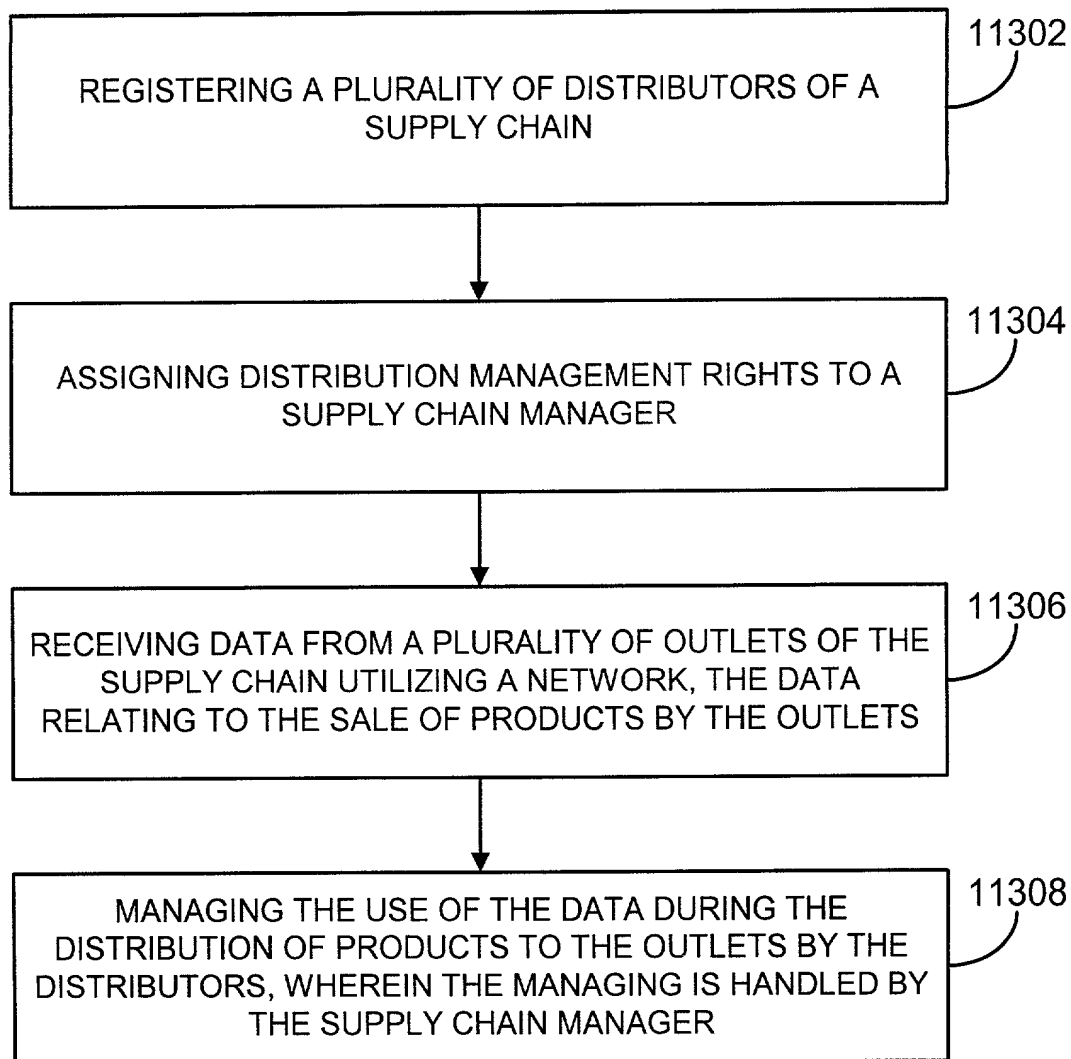 11302
REGISTERING A PLURALITY OF DISTRIBUTORS OF A
SUPPLY CHAIN
11304
ASSIGNING DISTRIBUTION MANAGEMENT RIGHTS TO A
SUPPLY CHAIN MANAGER
11306
RECEIVING DATA FROM A PLURALITY OF OUTLETS OF THE
SUPPLY CHAIN UTILIZING A NETWORK, THE DATA
RELATING TO THE SALE OF PRODUCTS BY THE OUTLETS
11308
MANAGING THE USE OF THE DATA DURING THE
DISTRIBUTION OF PRODUCTS TO THE OUTLETS BY THE
DISTRIBUTORS, WHEREIN THE MANAGING IS HANDLED BY
THE SUPPLY CHAIN MANAGER